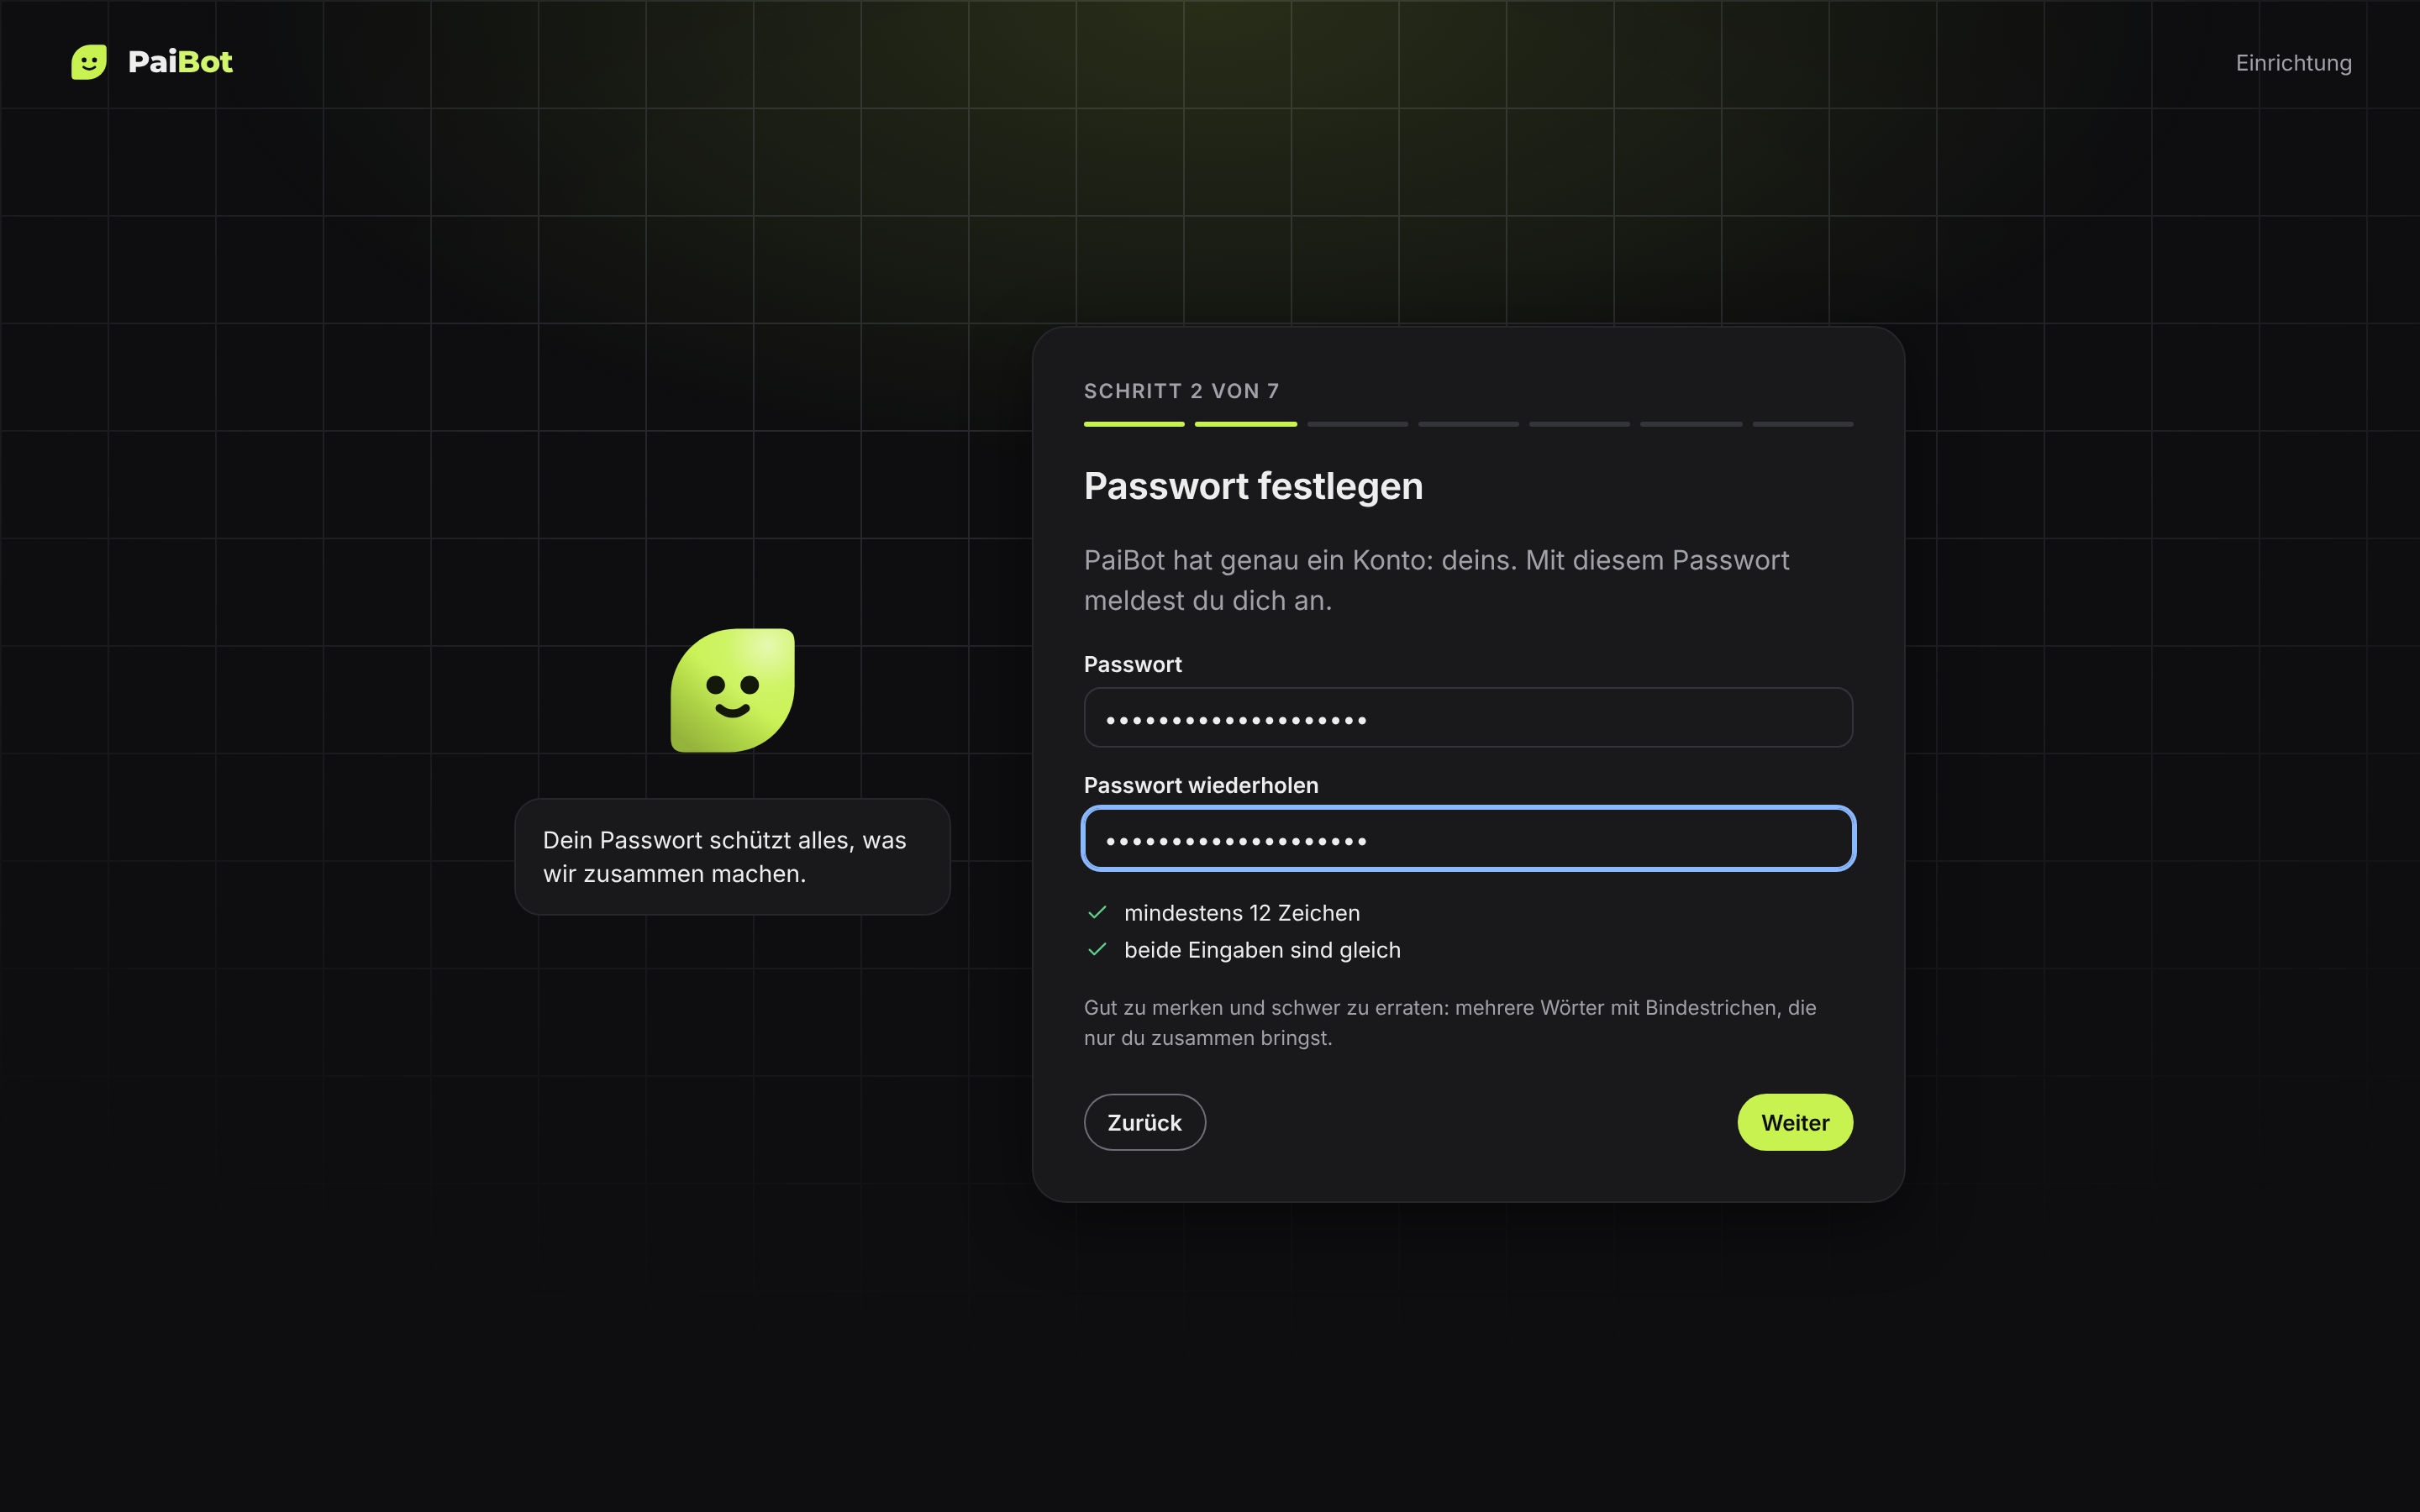 PaiBot
Einrichtung
Dein Passwort schützt alles, was
wir zusammen machen.
SCHRITT 2 VON 7
Passwort festlegen
PaiBot hat genau ein Konto: deins. Mit diesem Passwort
meldest du dich an.
Passwort
••••••••••••••••••••
Passwort wiederholen
••••••••••••••••••••
mindestens 12 Zeichen
beide Eingaben sind gleich
Gut zu merken und schwer zu erraten: mehrere Wörter mit Bindestrichen, die
nur du zusammen bringst.
Zurück
Weiter